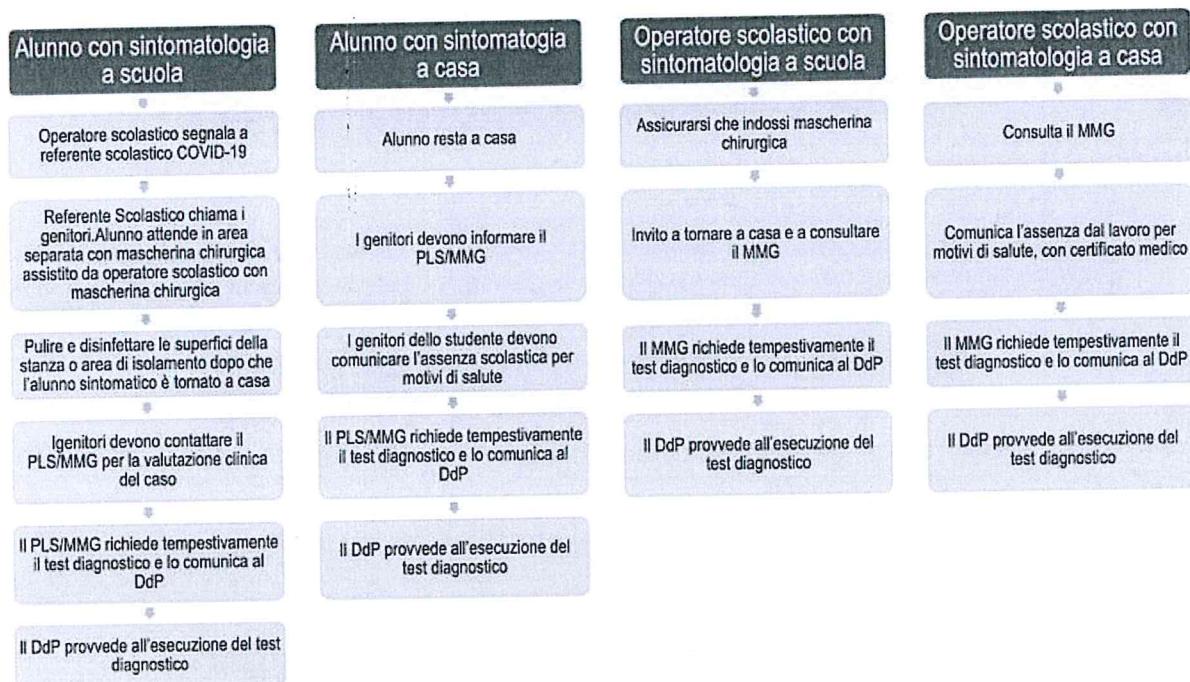 Alunno con sintomatologia
a scuola
Operatore scolastico segnala a
referente scolastico COVID-19
Referente Scolastico chiama i
genitori.Alunno attende in area
separata con mascherina chirurgica
assistito da operatore scolastico con
mascherina chirurgica
Pulire e disinfettare le superfici della
stanza o area di isolamento dopo che
l'alunno sintomatico è tornato a casa
Igenitori devono contattare il
PLS/MMG per la valutazione clinica
del caso
Il PLS/MMG richiede tempestivamente
il test diagnostico e lo comunica al
DdP
Il DdP provvede all'esecuzione del test
diagnostico
Alunno con sintomatogia
a casa
Alunno resta a casa
I genitori devono informare il
PLS/MMG
I genitori dello studente devono
comunicare l'assenza scolastica per
motivi di salute
Il PLS/MMG richiede tempestivamente
il test diagnostico e lo comunica al
DdP
Il DdP provvede all'esecuzione del
test diagnostico
Operatore scolastico con
sintomatologia a scuola
Assicurarsi che indossi mascherina
chirurgica
Invito a tornare a casa e a consultare
il MMG
Il MMG richiede tempestivamente il
test diagnostico e lo comunica al DdP
Il DdP provvede all'esecuzione del
test diagnostico
Operatore scolastico con
sintomatologia a casa
Consulta il MMG
Comunica l'assenza dal lavoro per
motivi di salute, con certificato medico
Il MMG richiede tempestivamente il
test diagnostico e lo comunica al DdP
Il DdP provvede all'esecuzione del
test diagnostico